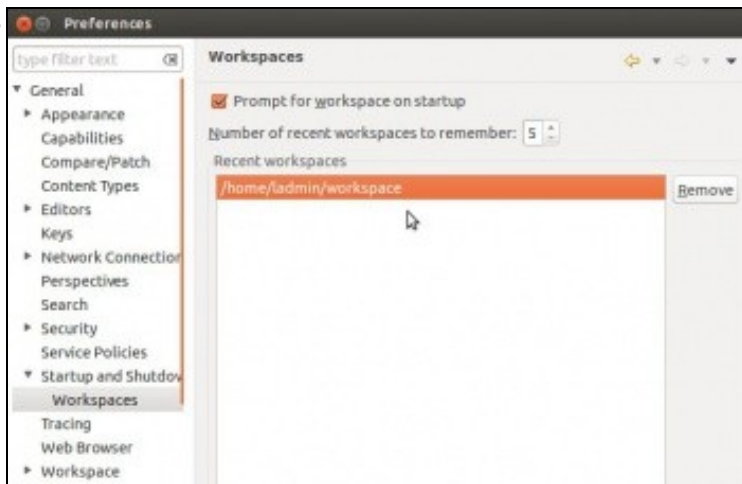 Preferences
type filter text
Workspaces
General
Appearance
Capabilities
Compare/Patch
Content Types
Editors
Keys
Network Connection
Perspectives
Search
Security
Service Policies
Startup and Shutdov
Workspaces
Tracing
Web Browser
Workspace
Prompt for workspace on startup
Number of recent workspaces to remember: 5
Recent workspaces
/home/ladmin/workspace
Remove